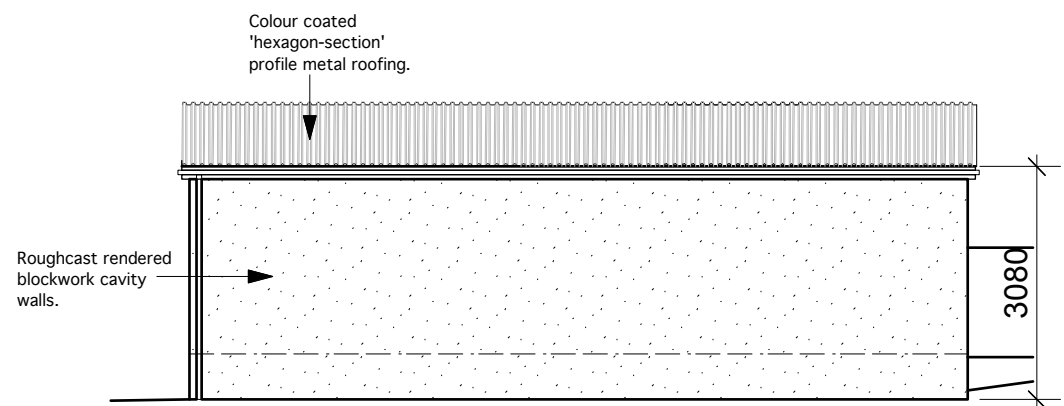 Colour coated
'hexagon-section'
profile metal roofing.
Roughcast rendered
blockwork cavity
walls.
3080